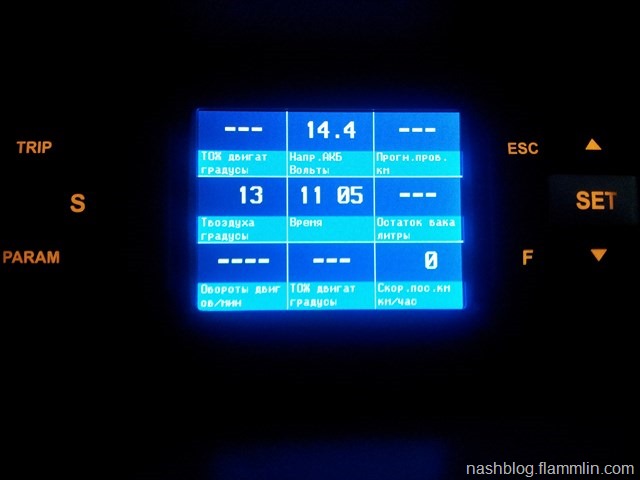 TRIP
S
PARAM
--- 14.4 ---
ТОЖ двигат Напр.АКБ Прогн.проб.
градусы Вольты км
13 11 05 ---
Твоздуха Время Остаток бака
градусы литры
---- --- 0
Обороты двиг ТОЖ двигат Скор.пос.км
об/мин градусы км/час
ESC ▲
SET
F ▼
nashblog.flammlin.com